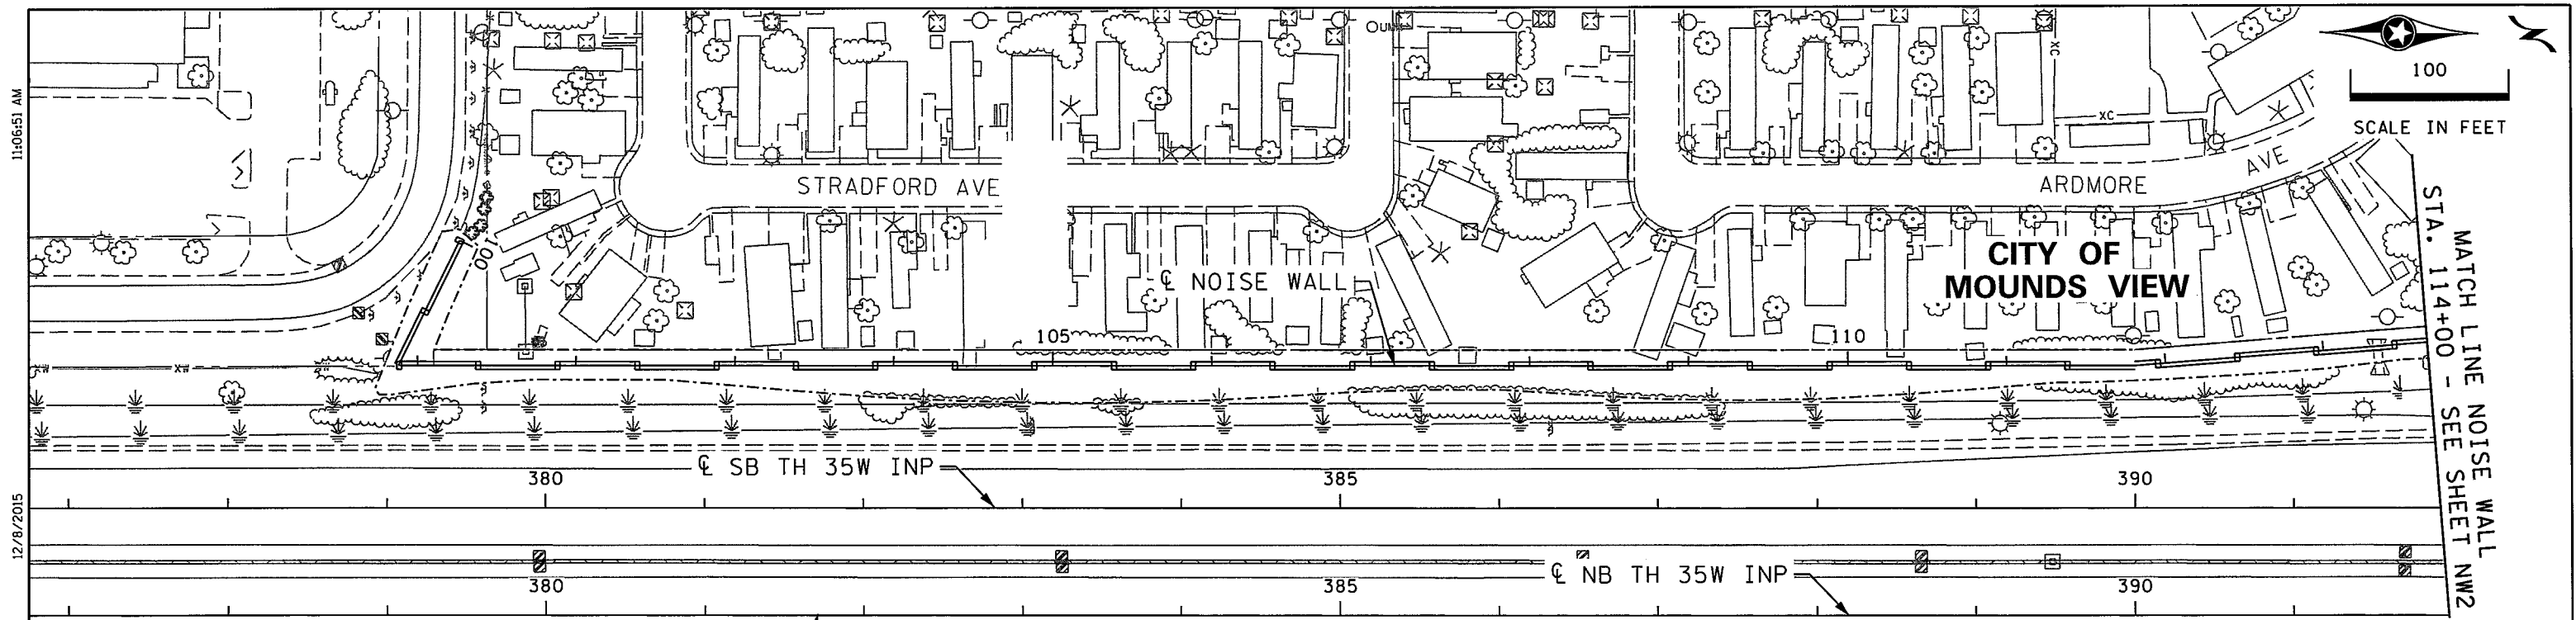 11:06:51 AM
12/8/2015
100
SCALE IN FEET
STRADFORD AVE
ARDMORE
AVE
CITY OF
MOUNDS VIEW
℄ NOISE WALL
100
105
110
MATCH LINE NOISE WALL
STA. 114+00 - SEE SHEET NW2
℄ SB TH 35W INP
380
385
390
℄ NB TH 35W INP
380
385
390
XC
XC